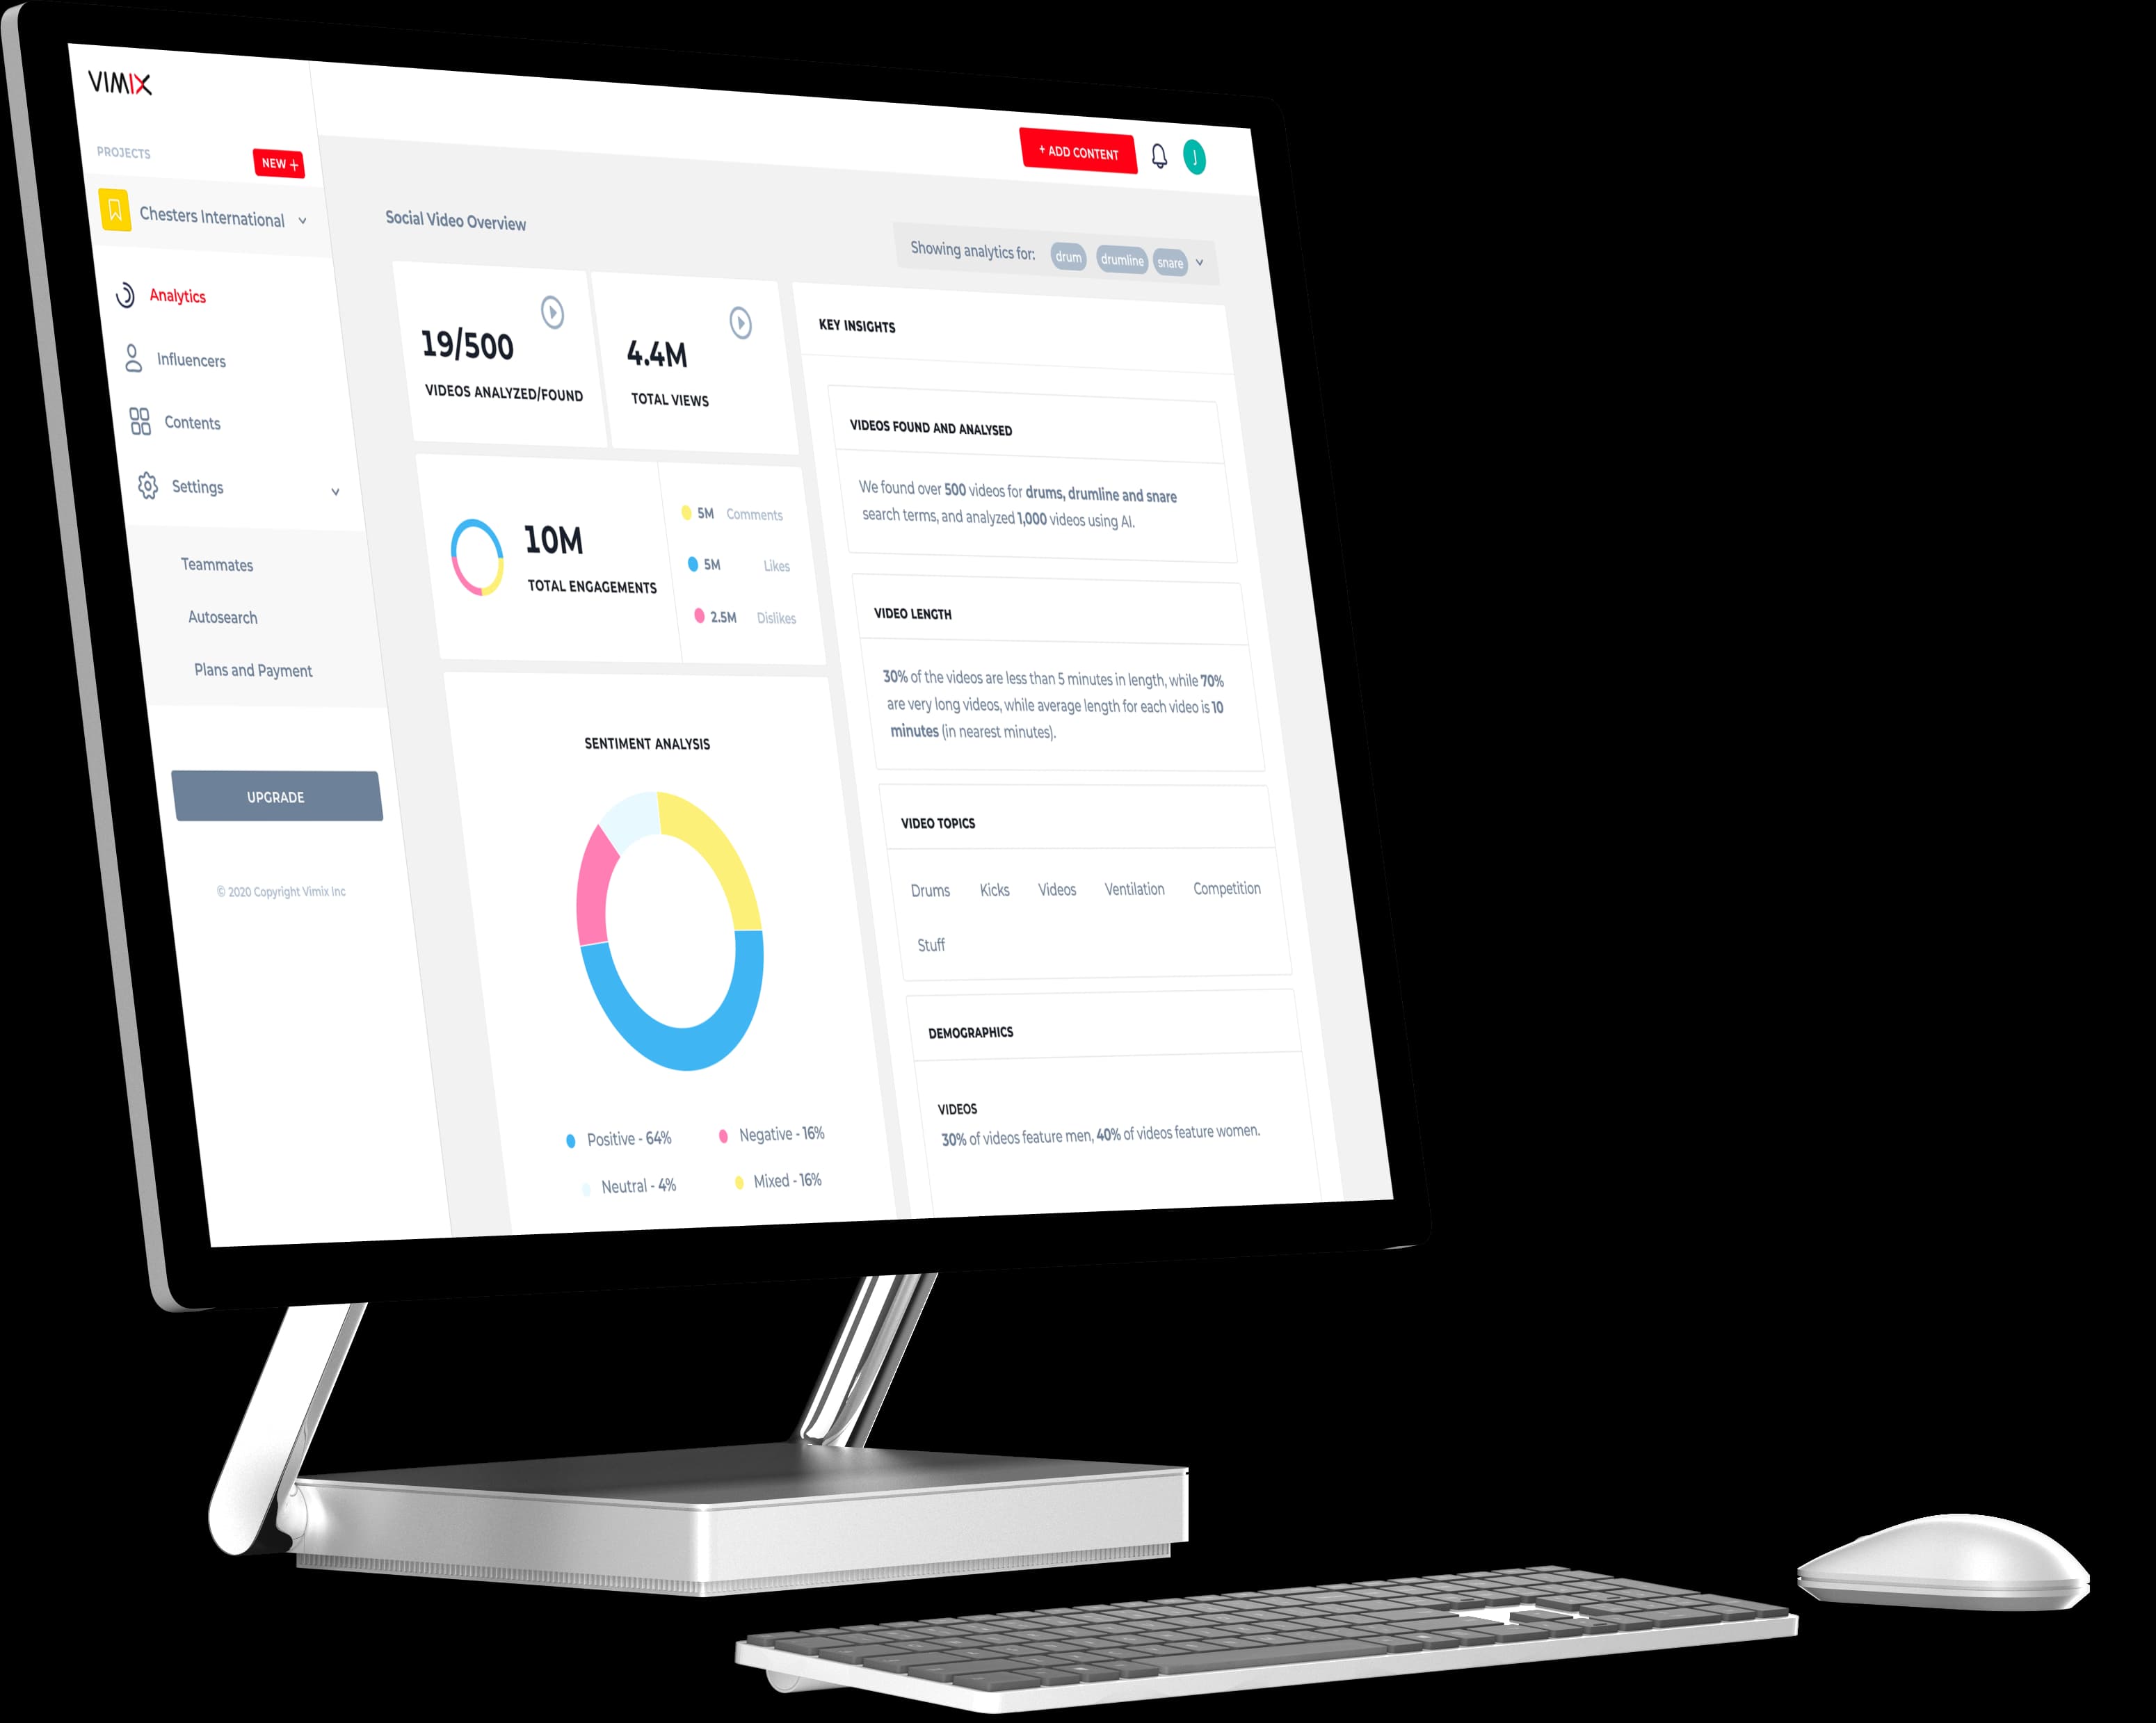 VIMIX
PROJECTS
NEW +
Chesters International
Analytics
Influencers
Contents
Settings
Teammates
Autosearch
Plans and Payment
UPGRADE
© 2020 Copyright Vimix Inc
+ ADD CONTENT
J
Social Video Overview
Showing analytics for: drum drumline snare
19/500
VIDEOS ANALYZED/FOUND
4.4M
TOTAL VIEWS
10M
TOTAL ENGAGEMENTS
5M Comments
5M Likes
2.5M Dislikes
SENTIMENT ANALYSIS
Positive - 64% Negative - 16%
Neutral - 4% Mixed - 16%
KEY INSIGHTS
VIDEOS FOUND AND ANALYSED
We found over 500 videos for drums, drumline and snare
search terms, and analyzed 1,000 videos using AI.
VIDEO LENGTH
30% of the videos are less than 5 minutes in length, while 70%
are very long videos, while average length for each video is 10
minutes (in nearest minutes).
VIDEO TOPICS
Drums Kicks Videos Ventilation Competition
Stuff
DEMOGRAPHICS
VIDEOS
30% of videos feature men, 40% of videos feature women.